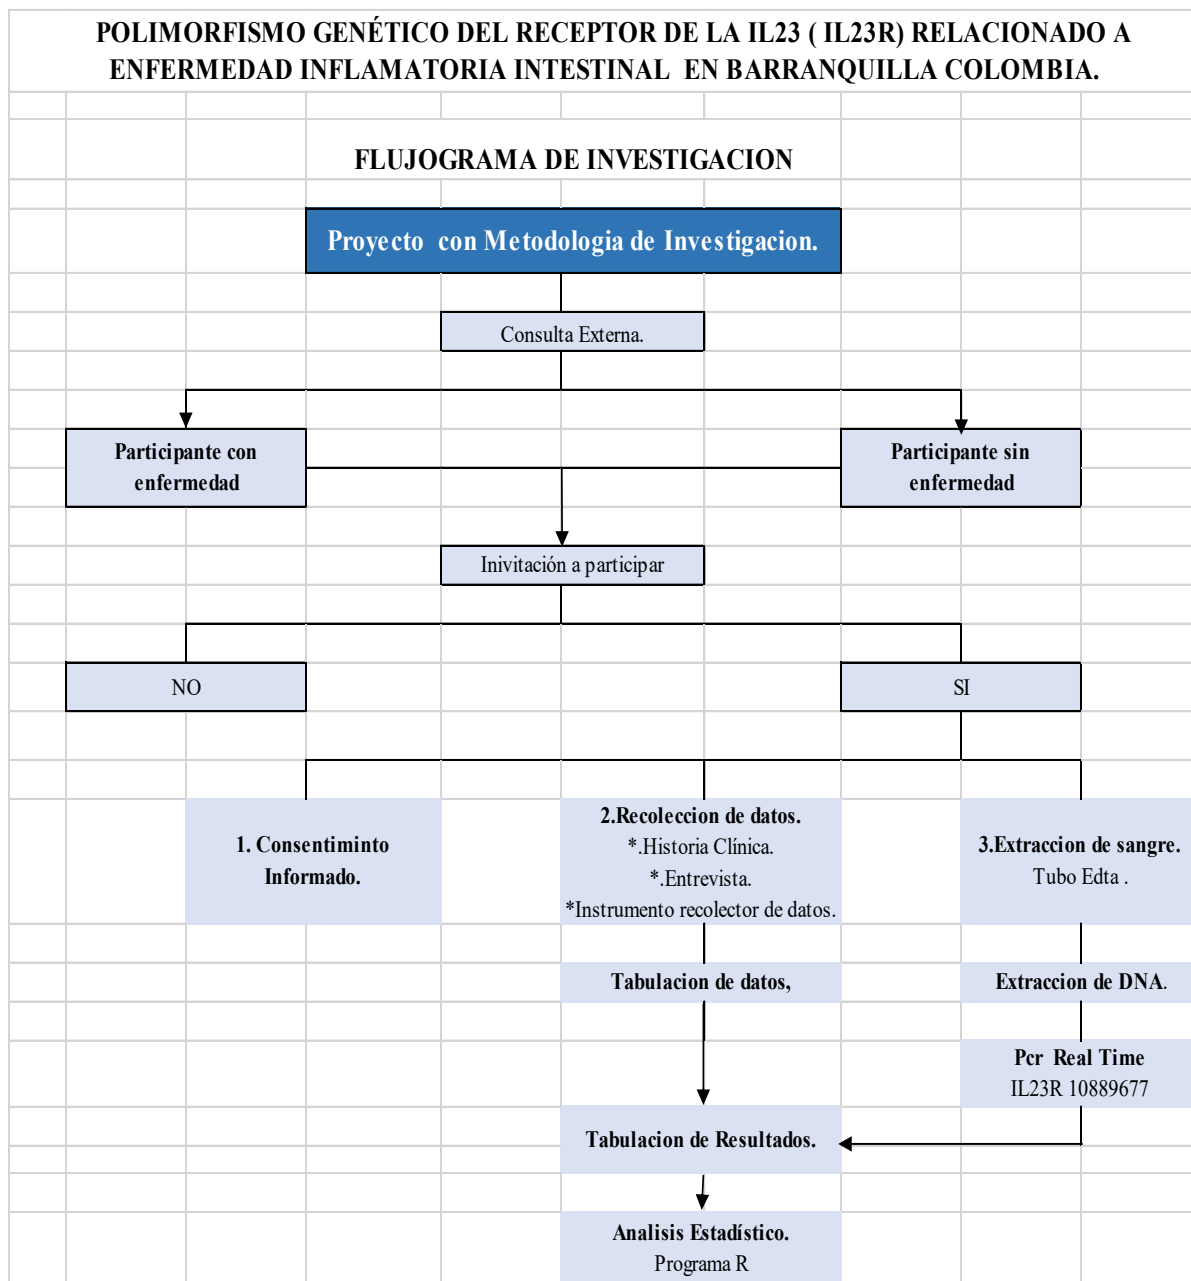 POLIMORFISMO GENÉTICO DEL RECEPTOR DE LA IL23 ( IL23R) RELACIONADO A
ENFERMEDAD INFLAMATORIA INTESTINAL EN BARRANQUILLA COLOMBIA.
FLUJOGRAMA DE INVESTIGACION
Proyecto con Metodologia de Investigacion.
Consulta Externa.
Participante con
enfermedad
Participante sin
enfermedad
Inivitación a participar
NO
SI
1. Consentiminto
Informado.
2.Recoleccion de datos.
*.Historia Clínica.
*.Entrevista.
*Instrumento recolector de datos.
3.Extraccion de sangre.
Tubo Edta .
Tabulacion de datos,
Extraccion de DNA.
Pcr Real Time
IL23R 10889677
Tabulacion de Resultados.
Analisis Estadístico.
Programa R